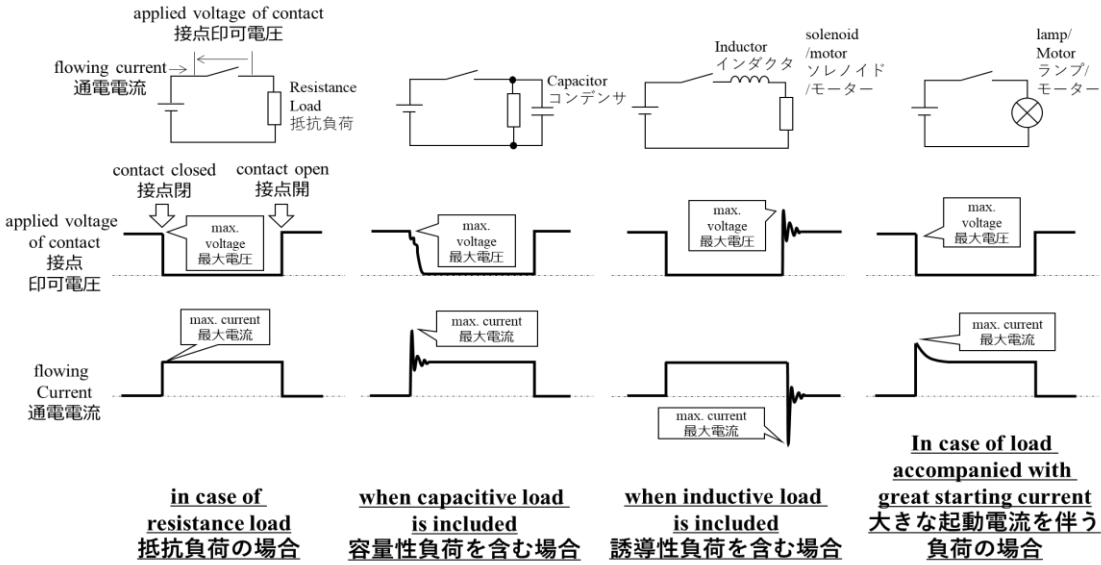 applied voltage of contact
接点印可電圧
flowing current
通電電流
Resistance
Load
抵抗負荷
Capacitor
コンデンサ
Inductor
インダクタ
solenoid
/motor
ソレノイド
/モーター
lamp/
Motor
ランプ/
モーター
contact closed
接点閉
contact open
接点開
applied voltage
of contact
接点
印可電圧
max.
voltage
最大電圧
max.
voltage
最大電圧
max.
voltage
最大電圧
max.
voltage
最大電圧
flowing
Current
通電電流
max. current
最大電流
max. current
最大電流
max. current
最大電流
max. current
最大電流
in case of
resistance load
抵抗負荷の場合
when capacitive load
is included
容量性負荷を含む場合
when inductive load
is included
誘導性負荷を含む場合
In case of load
accompanied with
great starting current
大きな起動電流を伴う
負荷の場合